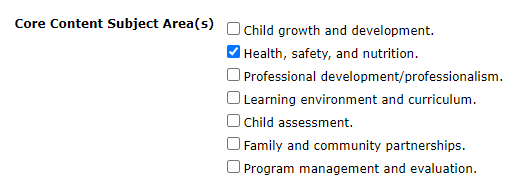 Core Content Subject Area(s)
Child growth and development.
Health, safety, and nutrition.
Professional development/professionalism.
Learning environment and curriculum.
Child assessment.
Family and community partnerships.
Program management and evaluation.